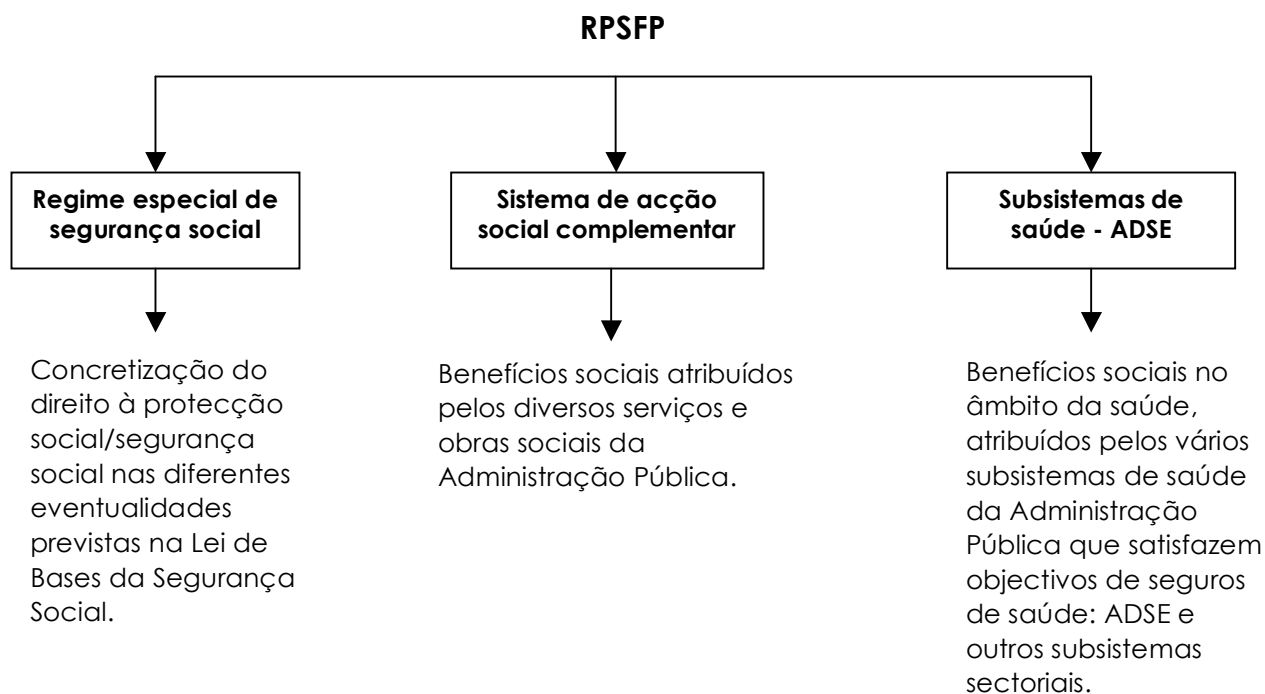 RPSFP
Regime especial de
segurança social
Sistema de acção
social complementar
Subsistemas de
saúde - ADSE
Concretização do
direito à protecção
social/segurança
social nas diferentes
eventualidades
previstas na Lei de
Bases da Segurança
Social.
Benefícios sociais atribuídos
pelos diversos serviços e
obras sociais da
Administração Pública.
Benefícios sociais no
âmbito da saúde,
atribuídos pelos vários
subsistemas de saúde
da Administração
Pública que satisfazem
objectivos de seguros
de saúde: ADSE e
outros subsistemas
sectoriais.